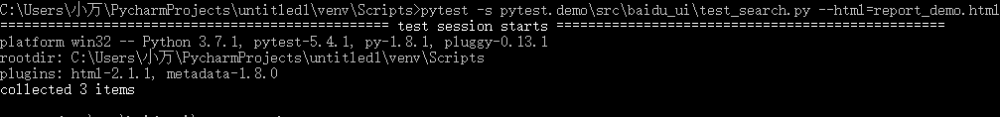 C:\Users\小万\PycharmProjects\untitled1\venv\Scripts>pytest -s pytest.demo\src\baidu_ui\test_search.py --html=report_demo.html
================================================= test session starts =================================================
platform win32 -- Python 3.7.1, pytest-5.4.1, py-1.8.1, pluggy-0.13.1
rootdir: C:\Users\小万\PycharmProjects\untitled1\venv\Scripts
plugins: html-2.1.1, metadata-1.8.0
collected 3 items